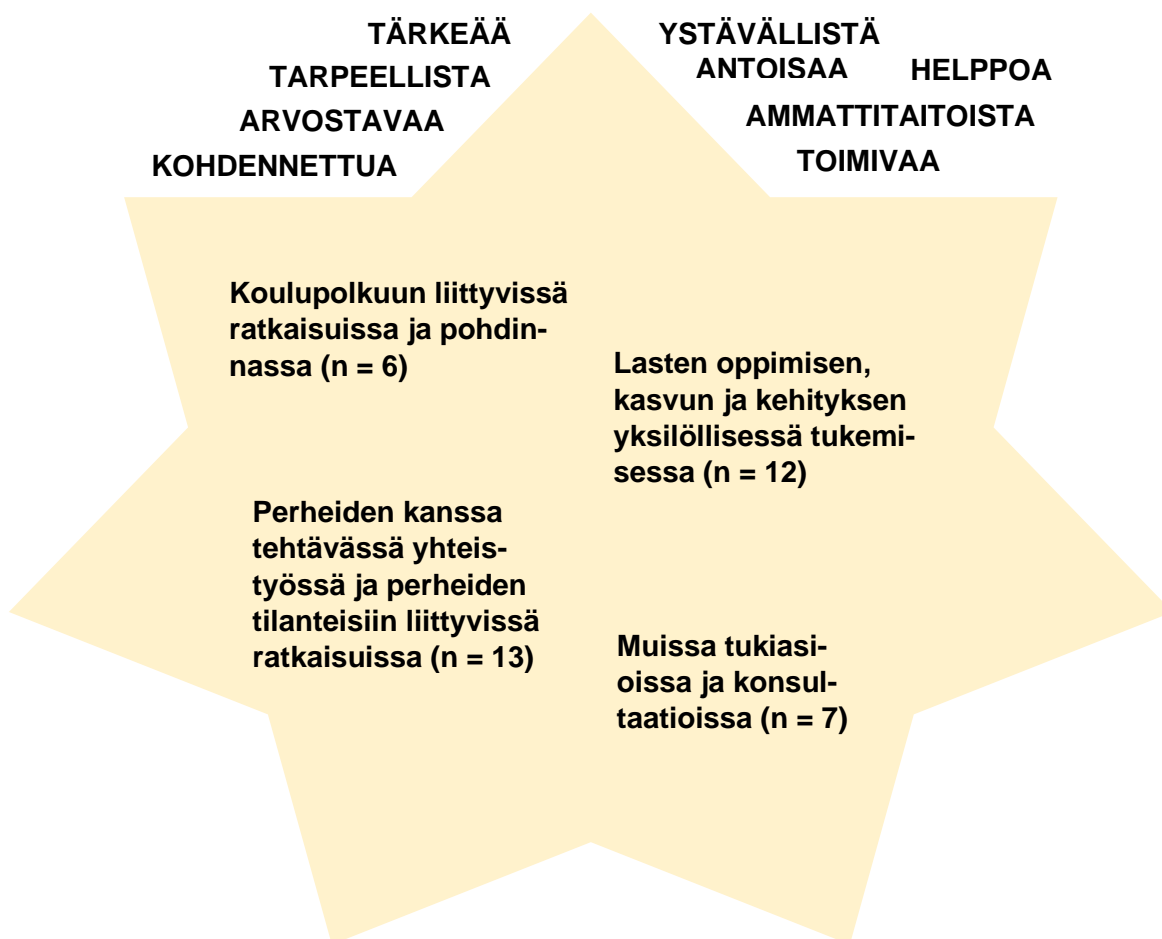 TÄRKEÄÄ
TARPEELLISTA
ARVOSTAVAA
KOHDENNETTUA
YSTÄVÄLLISTÄ
ANTOISAA
HELPPOA
AMMATTITAITOISTA
TOIMIVAA
Koulupolkuun liittyvissä
ratkaisuissa ja pohdin-
nassa (n = 6)
Lasten oppimisen,
kasvun ja kehityksen
yksilöllisessä tukemi-
sessa (n = 12)
Perheiden kanssa
tehtävässä yhteis-
työssä ja perheiden
tilanteisiin liittyvissä
ratkaisuissa (n = 13)
Muissa tukiasi-
oissa ja konsul-
taatioissa (n = 7)